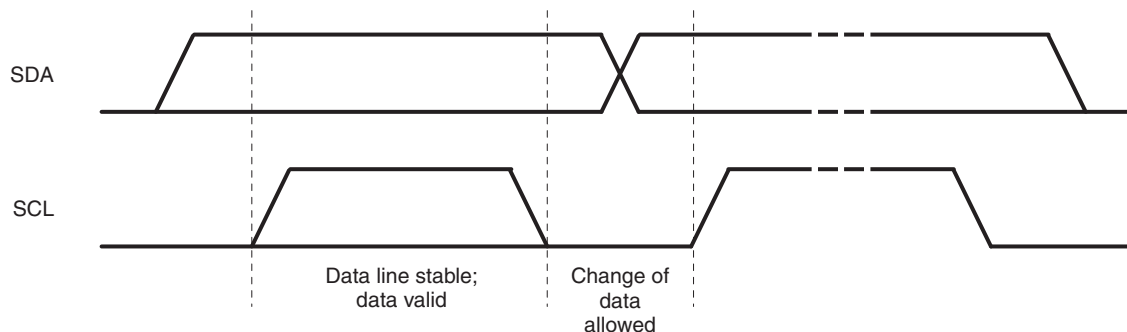 SDA
SCL
Data line stable;
data valid
Change of
data
allowed